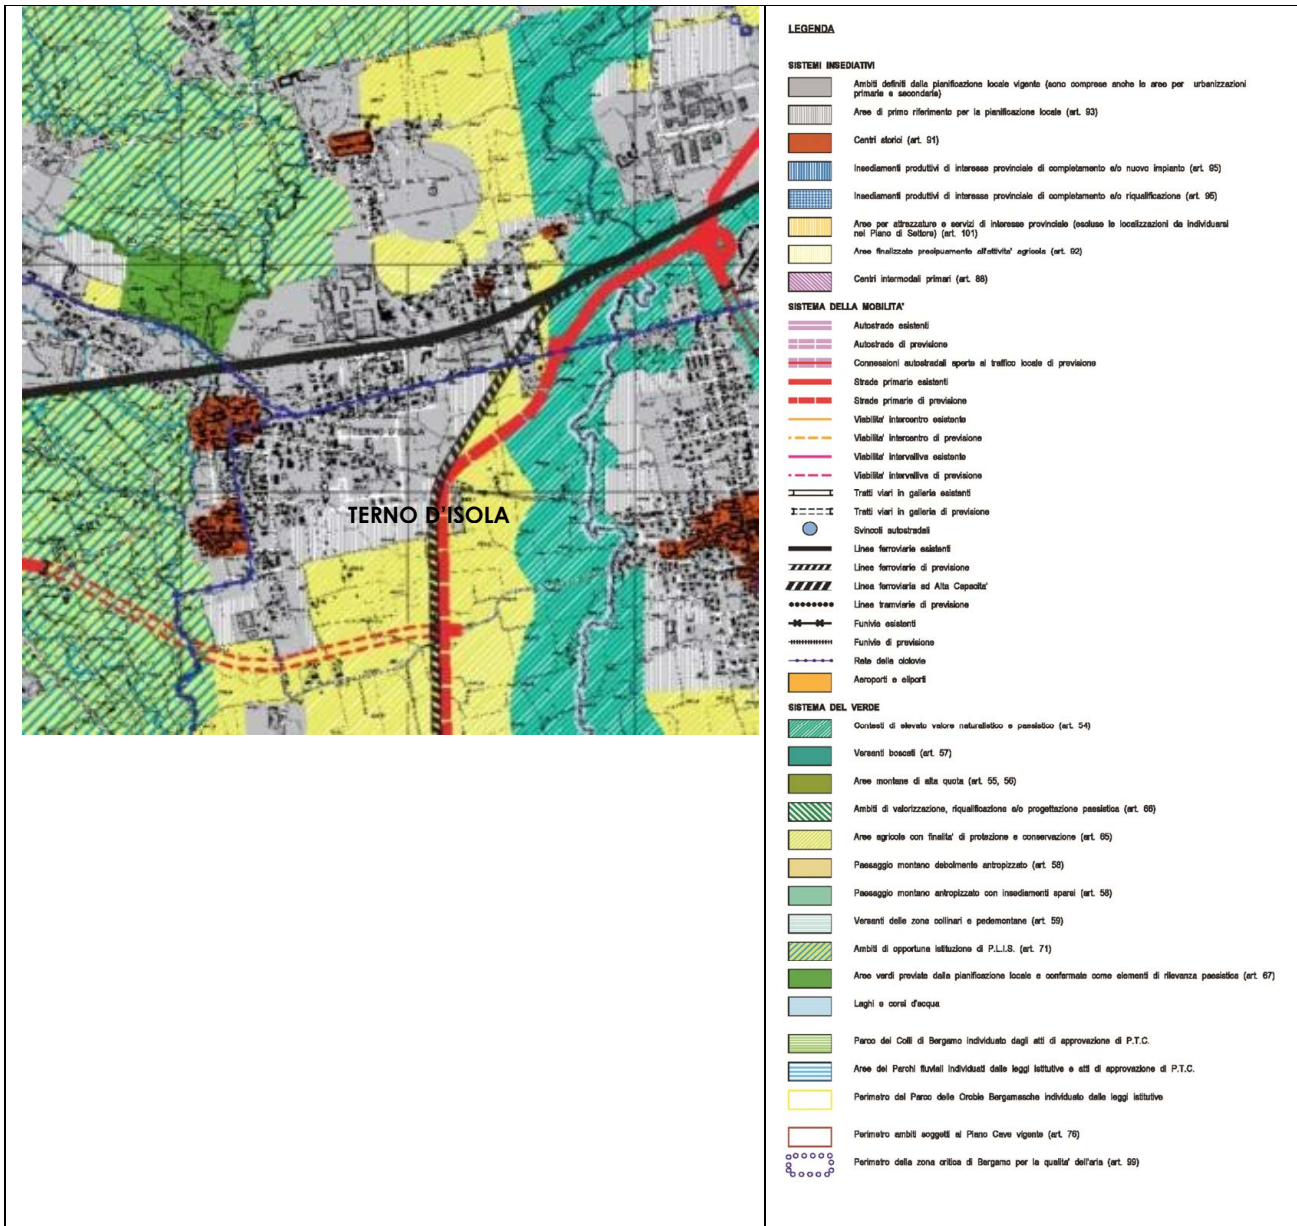 TERNO D'ISOLA
TERNO D'ISOLA
LEGENDA
SISTEMI INSEDIATIVI
Ambiti definiti dalla pianificazione locale vigente (sono comprese anche le aree per urbanizzazioni
primarie e secondarie)
Aree di primo riferimento per la pianificazione locale (art. 93)
Centri storici (art. 91)
Insediamenti produttivi di interesse provinciale di completamento e/o nuovo impianto (art. 95)
Insediamenti produttivi di interesse provinciale di completamento e/o riqualificazione (art. 95)
Aree per attrezzature e servizi di interesse provinciale (escluse le localizzazioni da individuarsi
nel Piano di Settore) (art. 101)
Aree finalizzate precipuamente all'attivita' agricola (art. 92)
Centri intermodali primari (art. 88)
SISTEMA DELLA MOBILITA'
Autostrade esistenti
Autostrade di previsione
Connessioni autostradali aperte al traffico locale di previsione
Strade primarie esistenti
Strade primarie di previsione
Viabilita' intercentro esistente
Viabilita' intercentro di previsione
Viabilita' intervalliva esistente
Viabilita' intervalliva di previsione
Tratti viari in galleria esistenti
Tratti viari in galleria di previsione
Svincoli autostradali
Linee ferroviarie esistenti
Linee ferroviarie di previsione
Linea ferroviaria ad Alta Capacita'
Linee tramviarie di previsione
Funivie esistenti
Funivie di previsione
Rete delle ciclovie
Aeroporti e eliporti
SISTEMA DEL VERDE
Contesti di elevato valore naturalistico e paesistico (art. 54)
Versanti boscati (art. 57)
Aree montane di alta quota (art. 55, 56)
Ambiti di valorizzazione, riqualificazione e/o progettazione paesistica (art. 66)
Aree agricole con finalita' di protezione e conservazione (art. 65)
Paesaggio montano debolmente antropizzato (art. 58)
Paesaggio montano antropizzato con insediamenti sparsi (art. 58)
Versanti delle zone collinari e pedemontane (art. 59)
Ambiti di opportuna istituzione di P.L.I.S. (art. 71)
Aree verdi previste dalla pianificazione locale e confermate come elementi di rilevanza paesistica (art. 67)
Laghi e corsi d'acqua
Parco dei Colli di Bergamo individuato dagli atti di approvazione di P.T.C.
Aree dei Parchi fluviali individuati dalle leggi istitutive e atti di approvazione di P.T.C.
Perimetro del Parco delle Orobie Bergamasche individuato dalle leggi istitutive
Perimetro ambiti soggetti al Piano Cave vigente (art. 76)
Perimetro della zona critica di Bergamo per la qualita' dell'aria (art. 99)